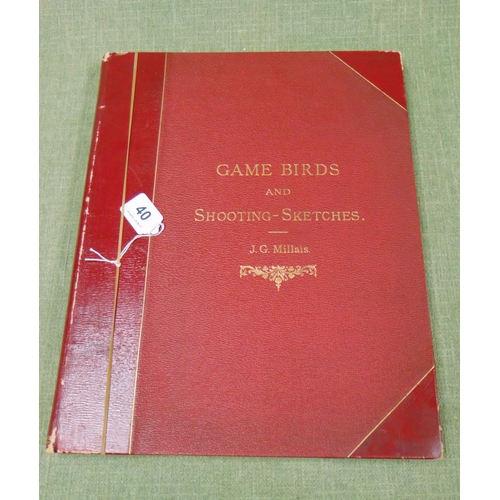 GAME BIRDS
AND
SHOOTING-SKETCHES.
J. G. Millais.
40